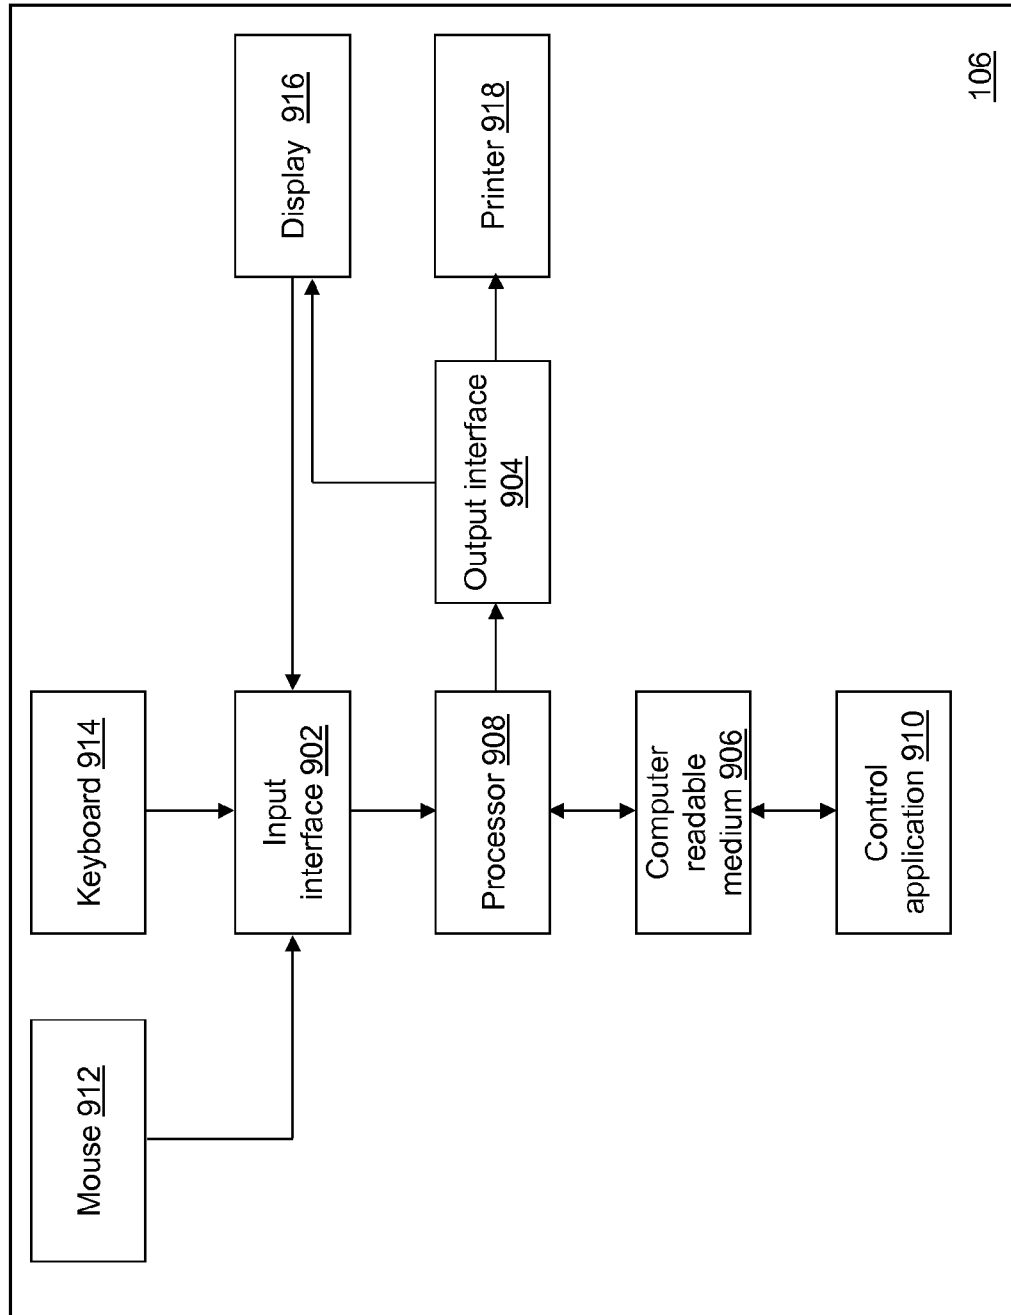 Mouse 912
Keyboard 914
Input
interface 902
Display 916
Processor 908
Output interface
904
Printer 918
Computer
readable
medium 906
Control
application 910
106